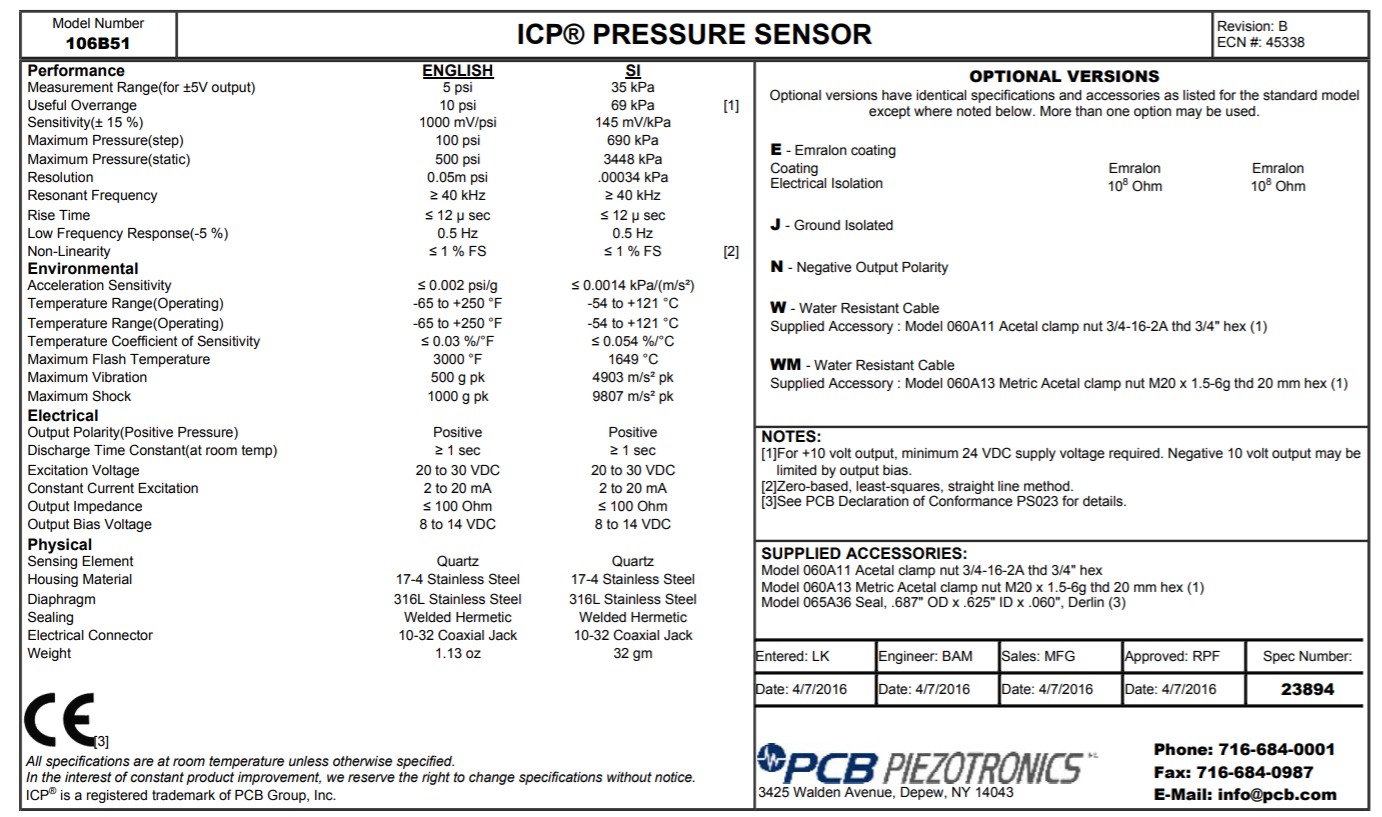 Model Number
106B51
ICP® PRESSURE SENSOR
Revision: B
ECN #: 45338
Performance ENGLISH SI
Measurement Range(for ±5V output) 5 psi 35 kPa
Useful Overrange 10 psi 69 kPa [1]
Sensitivity(± 15 %) 1000 mV/psi 145 mV/kPa
Maximum Pressure(step) 100 psi 690 kPa
Maximum Pressure(static) 500 psi 3448 kPa
Resolution 0.05m psi .00034 kPa
Resonant Frequency ≥ 40 kHz ≥ 40 kHz
Rise Time ≤ 12 μ sec ≤ 12 μ sec
Low Frequency Response(-5 %) 0.5 Hz 0.5 Hz
Non-Linearity ≤ 1 % FS ≤ 1 % FS [2]
Environmental
Acceleration Sensitivity ≤ 0.002 psi/g ≤ 0.0014 kPa/(m/s²)
Temperature Range(Operating) -65 to +250 °F -54 to +121 °C
Temperature Range(Operating) -65 to +250 °F -54 to +121 °C
Temperature Coefficient of Sensitivity ≤ 0.03 %/°F ≤ 0.054 %/°C
Maximum Flash Temperature 3000 °F 1649 °C
Maximum Vibration 500 g pk 4903 m/s² pk
Maximum Shock 1000 g pk 9807 m/s² pk
Electrical
Output Polarity(Positive Pressure) Positive Positive
Discharge Time Constant(at room temp) ≥ 1 sec ≥ 1 sec
Excitation Voltage 20 to 30 VDC 20 to 30 VDC
Constant Current Excitation 2 to 20 mA 2 to 20 mA
Output Impedance ≤ 100 Ohm ≤ 100 Ohm
Output Bias Voltage 8 to 14 VDC 8 to 14 VDC
Physical
Sensing Element Quartz Quartz
Housing Material 17-4 Stainless Steel 17-4 Stainless Steel
Diaphragm 316L Stainless Steel 316L Stainless Steel
Sealing Welded Hermetic Welded Hermetic
Electrical Connector 10-32 Coaxial Jack 10-32 Coaxial Jack
Weight 1.13 oz 32 gm
CE [3]
All specifications are at room temperature unless otherwise specified.
In the interest of constant product improvement, we reserve the right to change specifications without notice.
ICP® is a registered trademark of PCB Group, Inc.
OPTIONAL VERSIONS
Optional versions have identical specifications and accessories as listed for the standard model
except where noted below. More than one option may be used.
E - Emralon coating
Coating Emralon Emralon
Electrical Isolation 10⁸ Ohm 10⁸ Ohm
J - Ground Isolated
N - Negative Output Polarity
W - Water Resistant Cable
Supplied Accessory : Model 060A11 Acetal clamp nut 3/4-16-2A thd 3/4" hex (1)
WM - Water Resistant Cable
Supplied Accessory : Model 060A13 Metric Acetal clamp nut M20 x 1.5-6g thd 20 mm hex (1)
NOTES:
[1]For +10 volt output, minimum 24 VDC supply voltage required. Negative 10 volt output may be
limited by output bias.
[2]Zero-based, least-squares, straight line method.
[3]See PCB Declaration of Conformance PS023 for details.
SUPPLIED ACCESSORIES:
Model 060A11 Acetal clamp nut 3/4-16-2A thd 3/4" hex
Model 060A13 Metric Acetal clamp nut M20 x 1.5-6g thd 20 mm hex (1)
Model 065A36 Seal, .687" OD x .625" ID x .060", Derlin (3)
Entered: LK Engineer: BAM Sales: MFG Approved: RPF Spec Number:
Date: 4/7/2016 Date: 4/7/2016 Date: 4/7/2016 Date: 4/7/2016 23894
PCB PIEZOTRONICS
3425 Walden Avenue, Depew, NY 14043
Phone: 716-684-0001
Fax: 716-684-0987
E-Mail: info@pcb.com